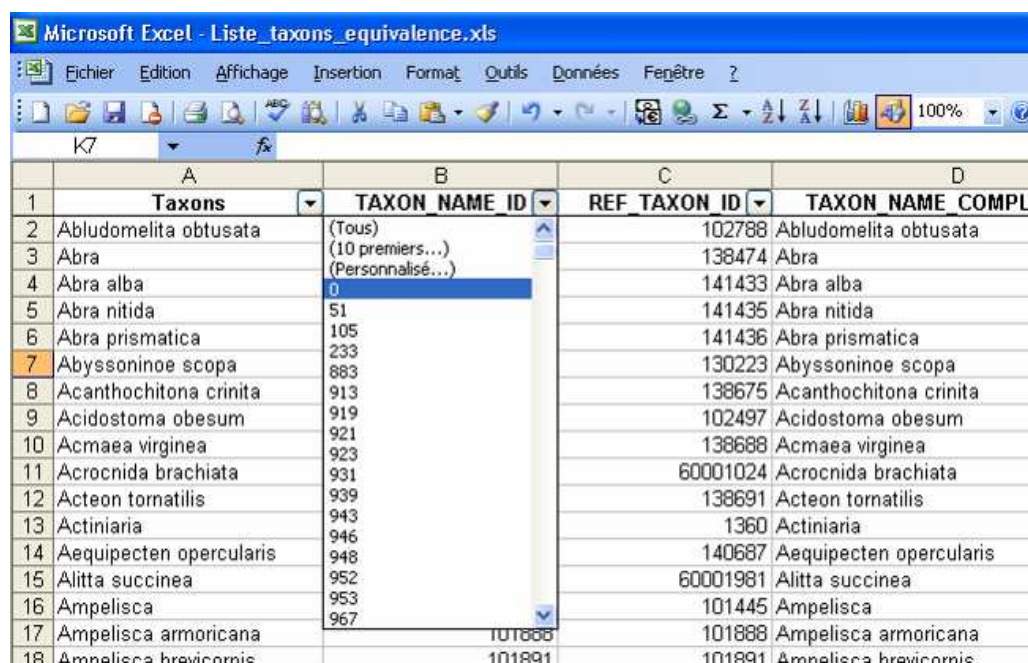 Microsoft Excel - Liste_taxons_equivalence.xls
Fichier Edition Affichage Insertion Format Outils Données Fenêtre ?
100%
K7 fx
A B C D
1 Taxons TAXON_NAME_ID REF_TAXON_ID TAXON_NAME_COMPL
2 Abludomelita obtusata (Tous) 102788 Abludomelita obtusata
(10 premiers...)
3 Abra 138474 Abra
(Personnalisé...)
4 Abra alba 0 141433 Abra alba
5 Abra nitida 51 141435 Abra nitida
105
6 Abra prismatica 141436 Abra prismatica
233
7 Abyssoninoe scopa 130223 Abyssoninoe scopa
883
8 Acanthochitona crinita 913 138675 Acanthochitona crinita
9 Acidostoma obesum 919 102497 Acidostoma obesum
921
10 Acmaea virginea 138688 Acmaea virginea
923
11 Acrocnida brachiata 931 60001024 Acrocnida brachiata
12 Acteon tornatilis 939 138691 Acteon tornatilis
943
13 Actiniaria 1360 Actiniaria
946
14 Aequipecten opercularis 948 140687 Aequipecten opercularis
15 Alitta succinea 952 60001981 Alitta succinea
953
16 Ampelisca 101445 Ampelisca
967
17 Ampelisca armoricana 101888 101888 Ampelisca armoricana
18 Ampelisca brevicornis 101891 101891 Ampelisca brevicornis